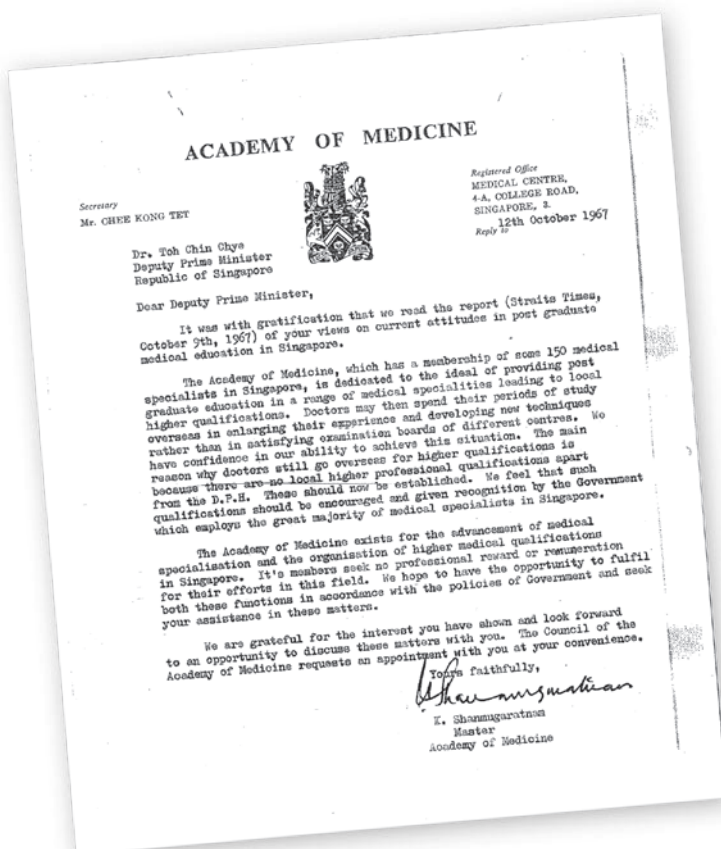 ACADEMY OF MEDICINE
Secretary
Mr. CHEE KONG TET
Registered Office
MEDICAL CENTRE,
4-A, COLLEGE ROAD,
SINGAPORE, 3.
12th October 1967
Reply to
Dr. Toh Chin Chye
Deputy Prime Minister
Republic of Singapore
Dear Deputy Prime Minister,
It was with gratification that we read the report (Straits Times,
October 9th, 1967) of your views on current attitudes in post graduate
medical education in Singapore.
The Academy of Medicine, which has a membership of some 150 medical
specialists in Singapore, is dedicated to the ideal of providing post
graduate education in a range of medical specialities leading to local
higher qualifications. Doctors may then spend their periods of study
overseas in enlarging their experience and developing new techniques
rather than in satisfying examination boards of different centres. We
have confidence in our ability to achieve this situation. The main
reason why doctors still go overseas for higher qualifications is
because there are no local higher professional qualifications apart
from the D.P.H. These should now be established. We feel that such
qualifications should be encouraged and given recognition by the Government
which employs the great majority of medical specialists in Singapore.
The Academy of Medicine exists for the advancement of medical
specialisation and the organisation of higher medical qualifications
in Singapore. It's members seek no professional reward or remuneration
for their efforts in this field. We hope to have the opportunity to fulfil
both these functions in accordance with the policies of Government and seek
your assistance in these matters.
We are grateful for the interest you have shown and look forward
to an opportunity to discuss these matters with you. The Council of the
Academy of Medicine requests an appointment with you at your convenience.
Yours faithfully,
K. Shanmugaratnam
Master
Academy of Medicine